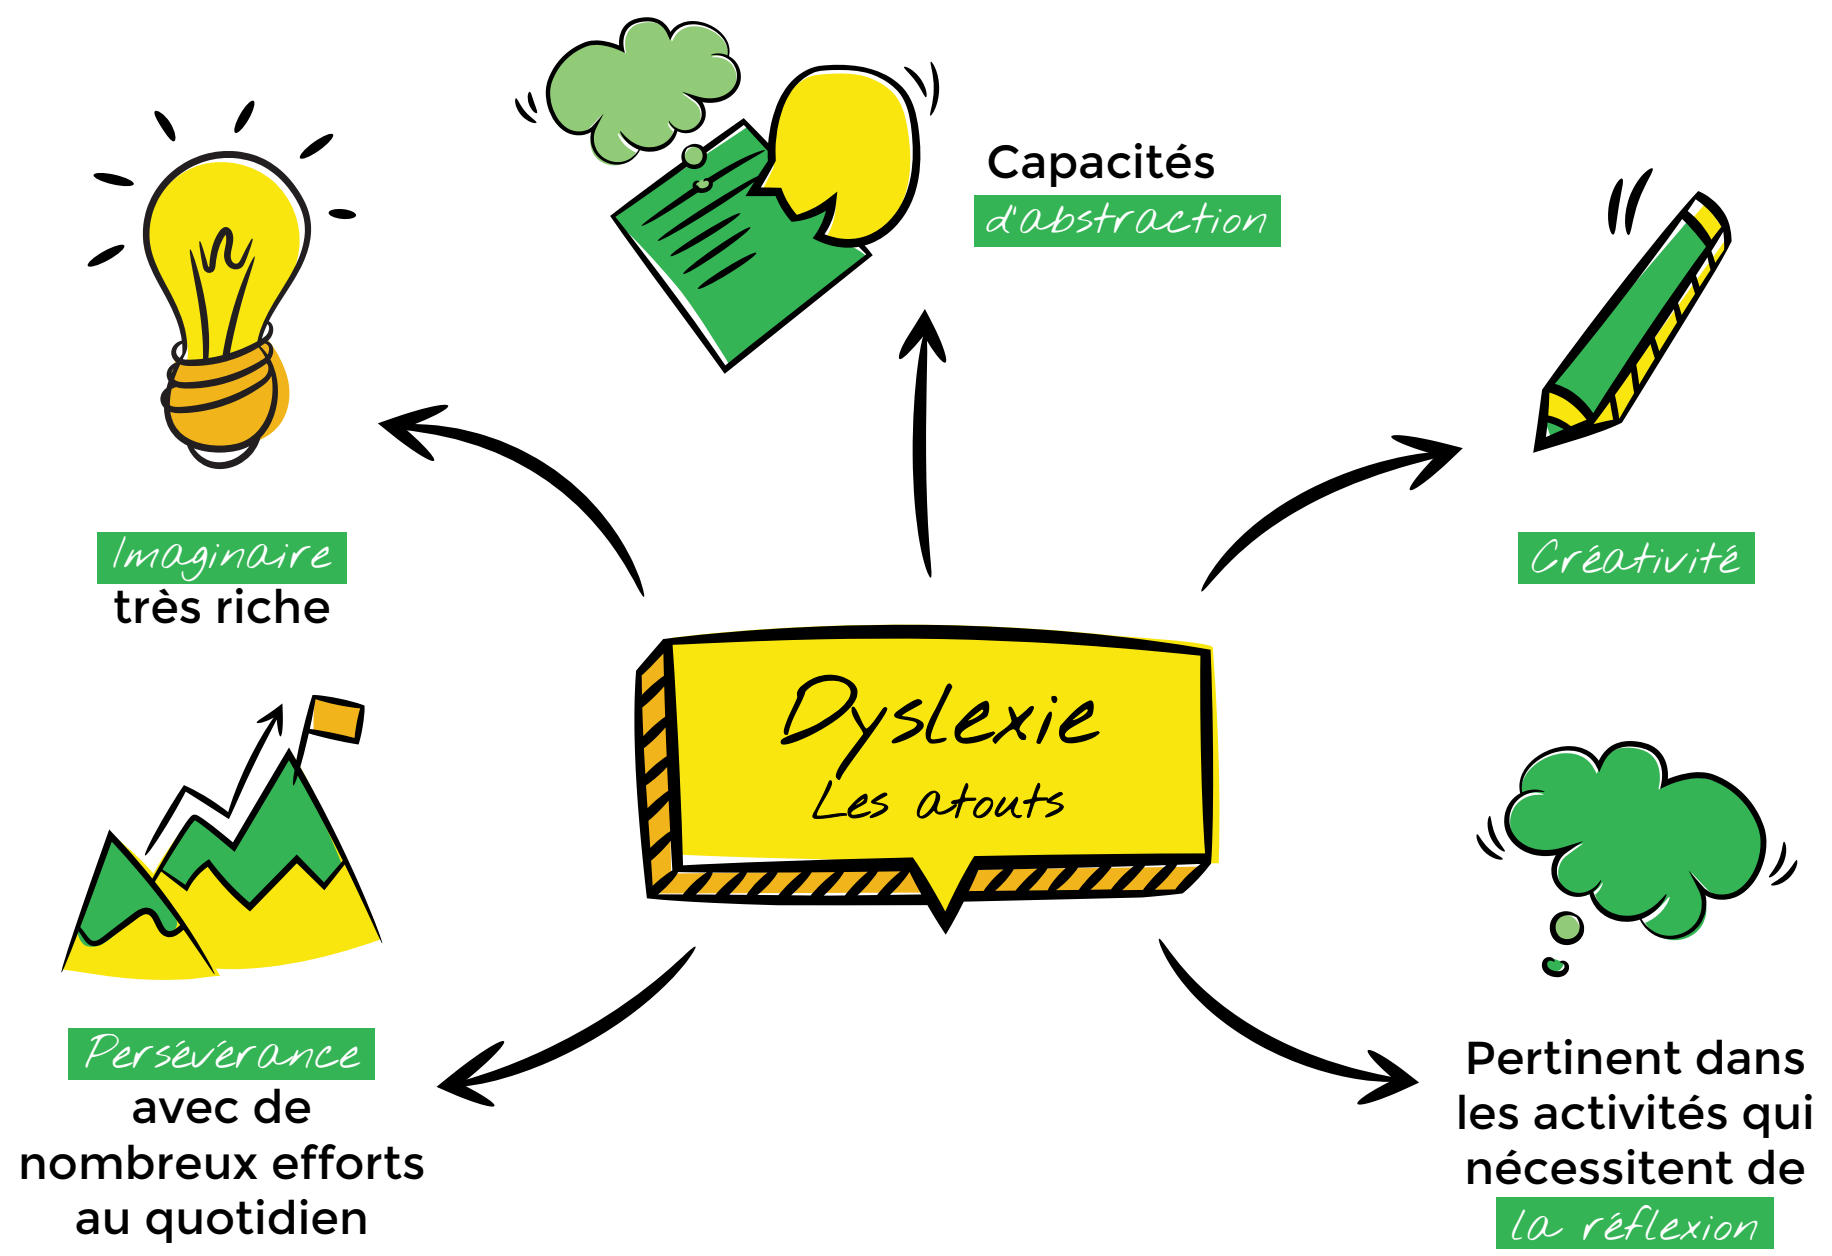 Capacités
d'abstraction
Imaginaire
très riche
Créativité
Dyslexie
Les atouts
Persévérance
avec de
nombreux efforts
au quotidien
Pertinent dans
les activités qui
nécessitent de
la réflexion